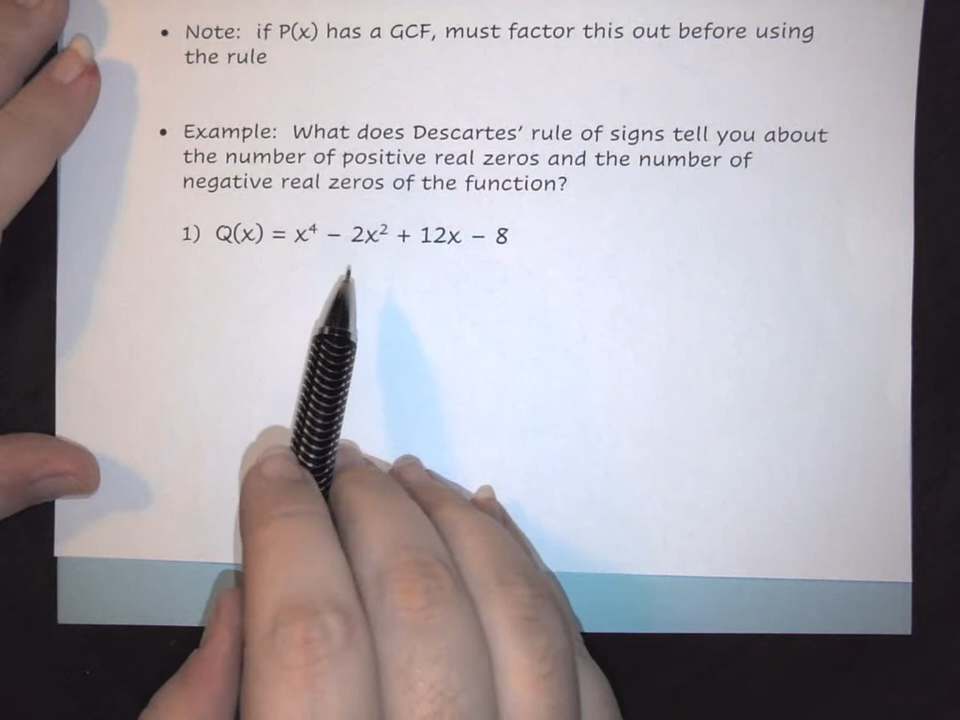 • Note: if P(x) has a GCF, must factor this out before using
the rule
• Example: What does Descartes' rule of signs tell you about
the number of positive real zeros and the number of
negative real zeros of the function?
1) Q(x) = x⁴ − 2x² + 12x − 8